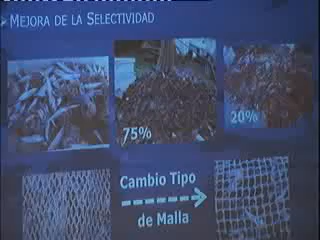 MEJORA DE LA SELECTIVIDAD
75%
20%
Cambio Tipo
de Malla